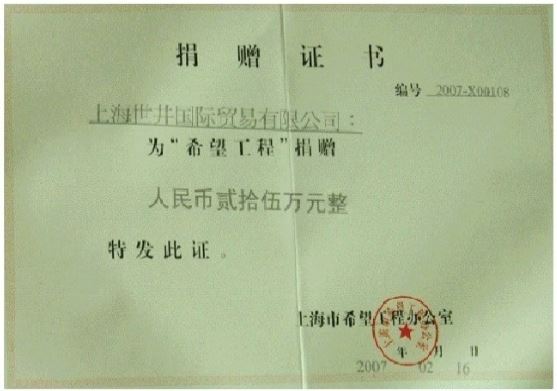 捐赠证书
编号 2007-X00108
上海世井国际贸易有限公司：
为“希望工程”捐赠
人民币贰拾伍万元整
特发此证。
上海市希望工程办公室
年 月 日
2007 02 16